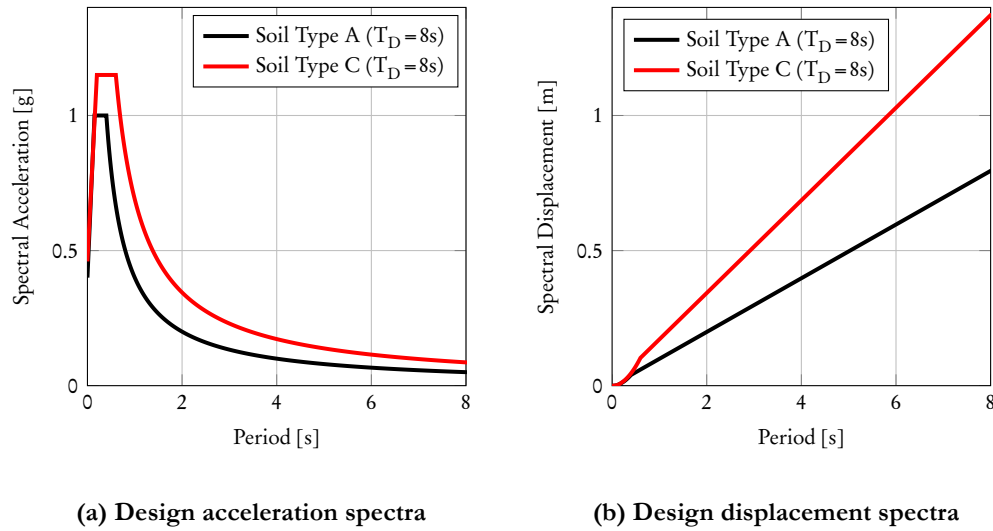 Soil Type A (T_D = 8s)
Soil Type C (T_D = 8s)
1
0.5
0
0 2 4 6 8
Spectral Acceleration [g]
Period [s]
(a) Design acceleration spectra
Soil Type A (T_D = 8s)
Soil Type C (T_D = 8s)
1
0.5
0
0 2 4 6 8
Spectral Displacement [m]
Period [s]
(b) Design displacement spectra